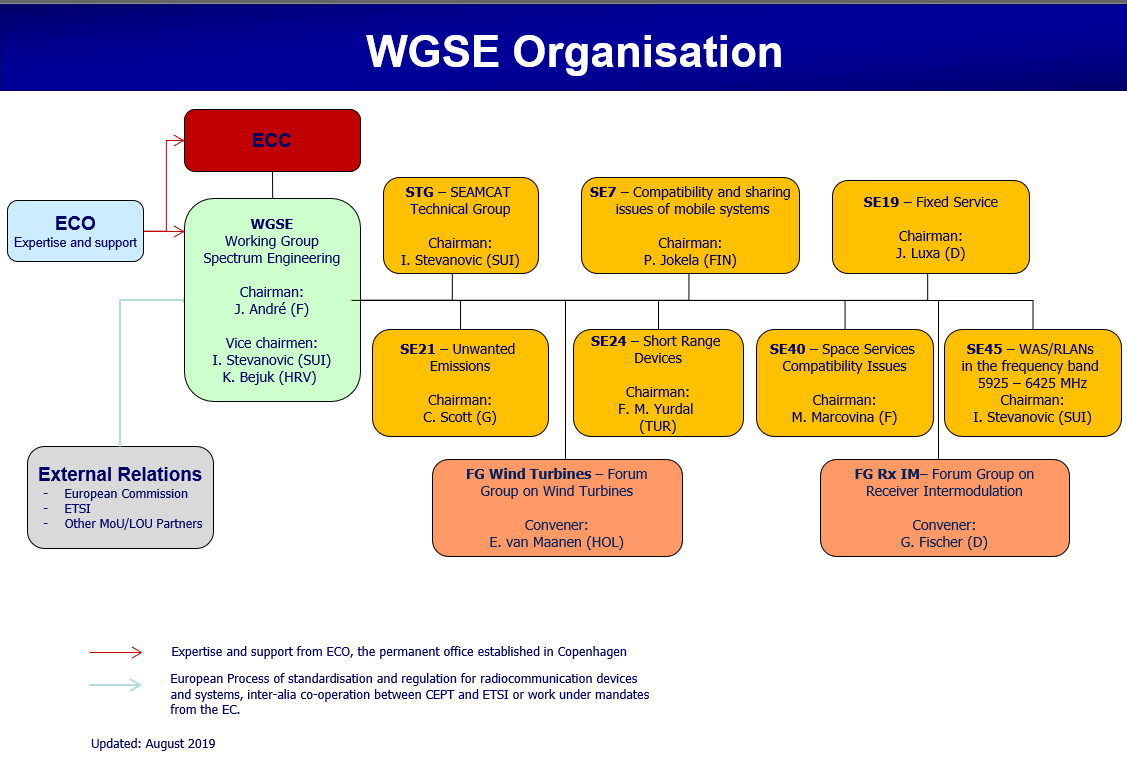 WGSE Organisation
ECC
ECO
Expertise and support
WGSE
Working Group
Spectrum Engineering
Chairman:
J. André (F)
Vice chairmen:
I. Stevanovic (SUI)
K. Bejuk (HRV)
STG – SEAMCAT
Technical Group
Chairman:
I. Stevanovic (SUI)
SE7 – Compatibility and sharing
issues of mobile systems
Chairman:
P. Jokela (FIN)
SE19 – Fixed Service
Chairman:
J. Luxa (D)
SE21 – Unwanted
Emissions
Chairman:
C. Scott (G)
SE24 – Short Range
Devices
Chairman:
F. M. Yurdal
(TUR)
SE40 – Space Services
Compatibility Issues
Chairman:
M. Marcovina (F)
SE45 – WAS/RLANs
in the frequency band
5925 – 6425 MHz
Chairman:
I. Stevanovic (SUI)
External Relations
- European Commission
- ETSI
- Other MoU/LOU Partners
FG Wind Turbines – Forum
Group on Wind Turbines
Convener:
E. van Maanen (HOL)
FG Rx IM– Forum Group on
Receiver Intermodulation
Convener:
G. Fischer (D)
Expertise and support from ECO, the permanent office established in Copenhagen
European Process of standardisation and regulation for radiocommunication devices
and systems, inter-alia co-operation between CEPT and ETSI or work under mandates
from the EC.
Updated: August 2019